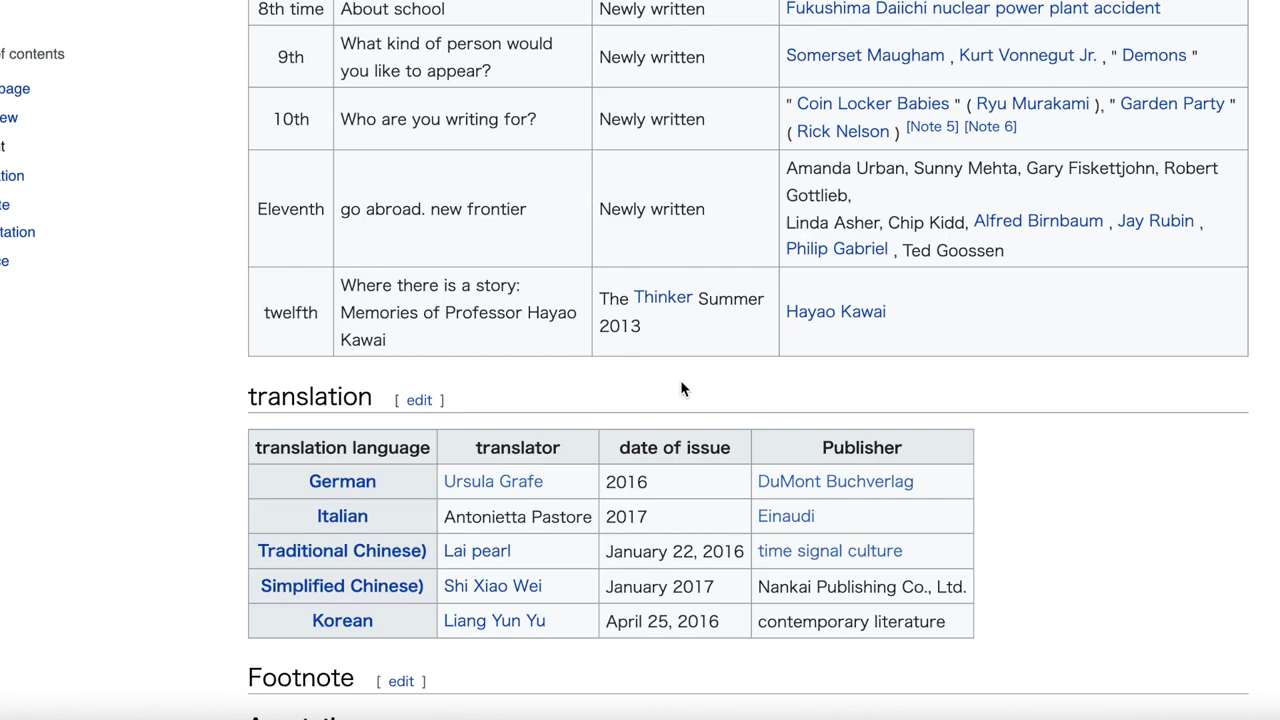 8th time About school Newly written Fukushima Daiichi nuclear power plant accident
f contents
What kind of person would
9th you like to appear? Newly written Somerset Maugham , Kurt Vonnegut Jr. , " Demons "
page
ew
10th Who are you writing for? Newly written " Coin Locker Babies " ( Ryu Murakami ), " Garden Party "
( Rick Nelson ) [Note 5] [Note 6]
t
tion
te
tation
ce
Eleventh go abroad. new frontier Newly written Amanda Urban, Sunny Mehta, Gary Fiskettjohn, Robert
Gottlieb,
Linda Asher, Chip Kidd, Alfred Birnbaum , Jay Rubin ,
Philip Gabriel , Ted Goossen
twelfth Where there is a story:
Memories of Professor Hayao
Kawai
The Thinker Summer
2013
Hayao Kawai
translation [ edit ]
translation language translator date of issue Publisher
German Ursula Grafe 2016 DuMont Buchverlag
Italian Antonietta Pastore 2017 Einaudi
Traditional Chinese) Lai pearl January 22, 2016 time signal culture
Simplified Chinese) Shi Xiao Wei January 2017 Nankai Publishing Co., Ltd.
Korean Liang Yun Yu April 25, 2016 contemporary literature
Footnote [ edit ]